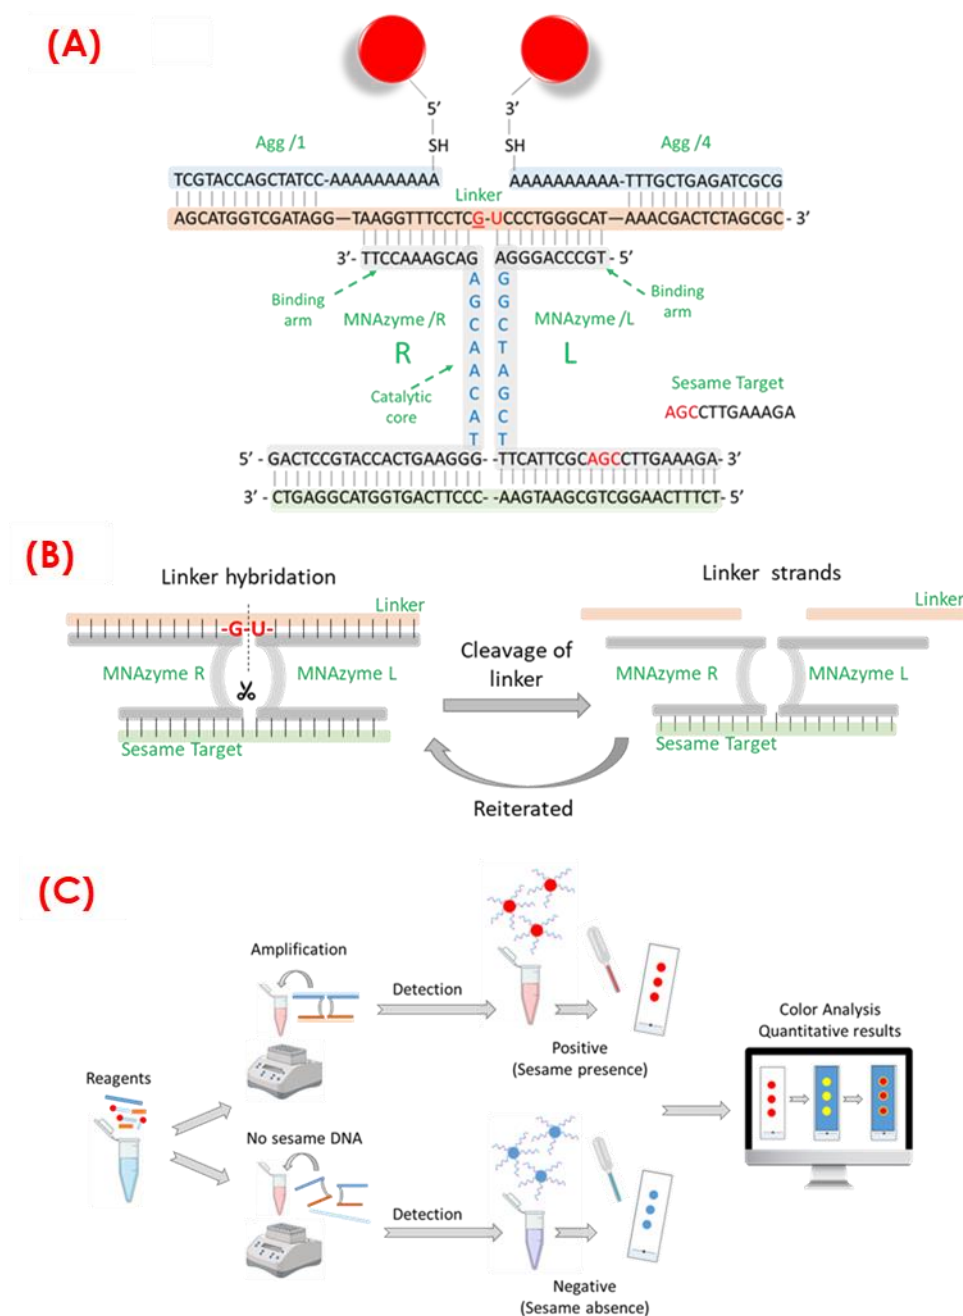 (A)
5’
3’
SH
SH
Agg /1
Agg /4
TCGTACCAGCTATCC-AAAAAAAAAA
AAAAAAAAAA-TTTGCTGAGATCGCG
Linker
AGCATGGTCGATAGG—TAAGGTTTCCTCG-UCCCTGGGCAT—AAACGACTCTAGCGC- 3’
3’- TTCCAAAGCAG
AGGGACCCGT- 5’
Binding
arm
Binding
arm
MNAzyme /R
MNAzyme /L
R
L
AGCAACAT
GGCTAGCT
Catalytic
core
Sesame Target
AGCCTTGAAAGA
5’ - GACTCCGTACCACTGAAGGG-- -TTCATTCGCAGCCTTGAAAGA- 3’
3’ - CTGAGGCATGGTGACTTCCC- -AAGTAAGCGTCGGAACTTTCT- 5’
(B)
Linker hybridation
Linker strands
Linker
Linker
-G-U-
MNAzyme R
MNAzyme L
Cleavage of
linker
MNAzyme R
MNAzyme L
Sesame Target
Sesame Target
Reiterated
(C)
Amplification
Detection
Positive
(Sesame presence)
Color Analysis
Quantitative results
Reagents
No sesame DNA
Detection
Negative
(Sesame absence)